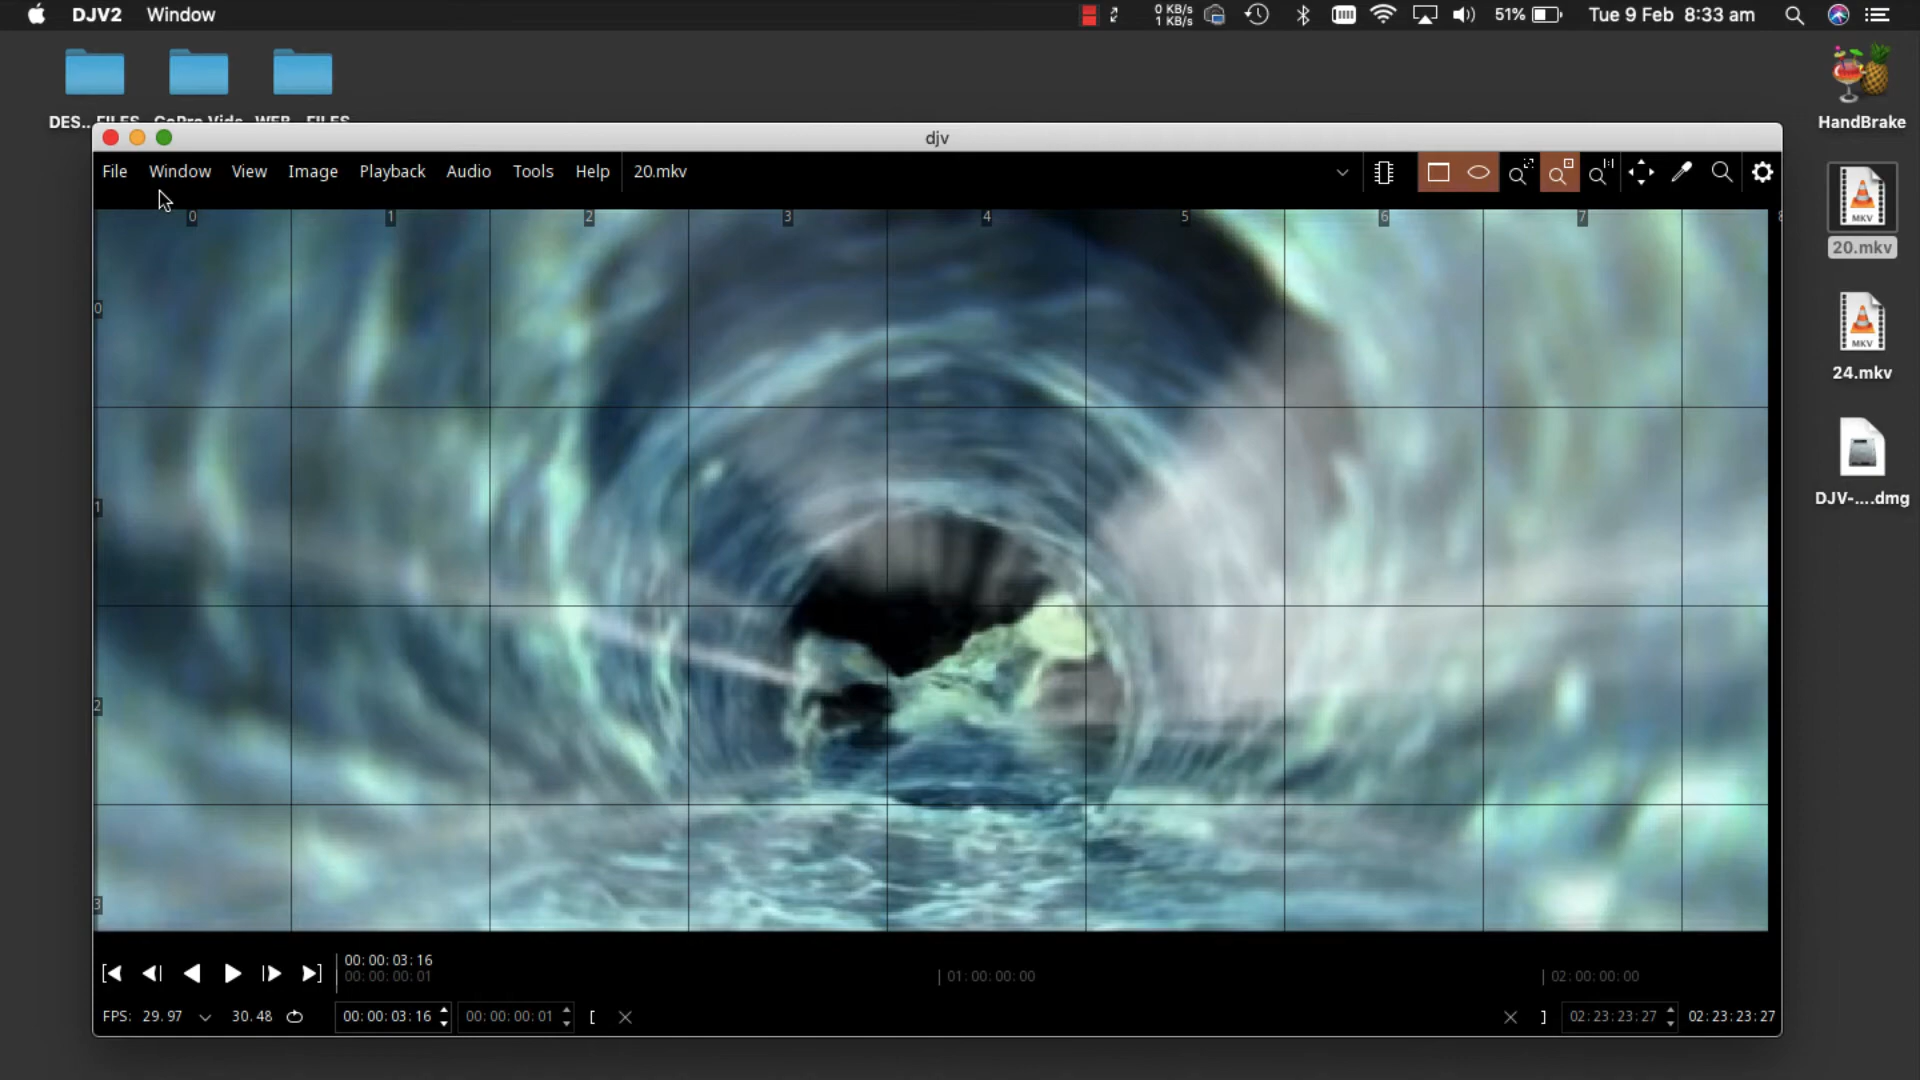 DJV2 Window
0 KB/s
1 KB/s
51%
Tue 9 Feb 8:33 am
HandBrake
djv
File Window View Image Playback Audio Tools Help 20.mkv
0 1 2 3 4 5 6 7
0
1
2
3
MKV
20.mkv
MKV
24.mkv
DJV-....dmg
00:00:03:16
00:00:00:01
01:00:00:00
02:00:00:00
FPS: 29.97 30.48 00:00:03:16 00:00:00:01 [ 
] 02:23:23:27 02:23:23:27